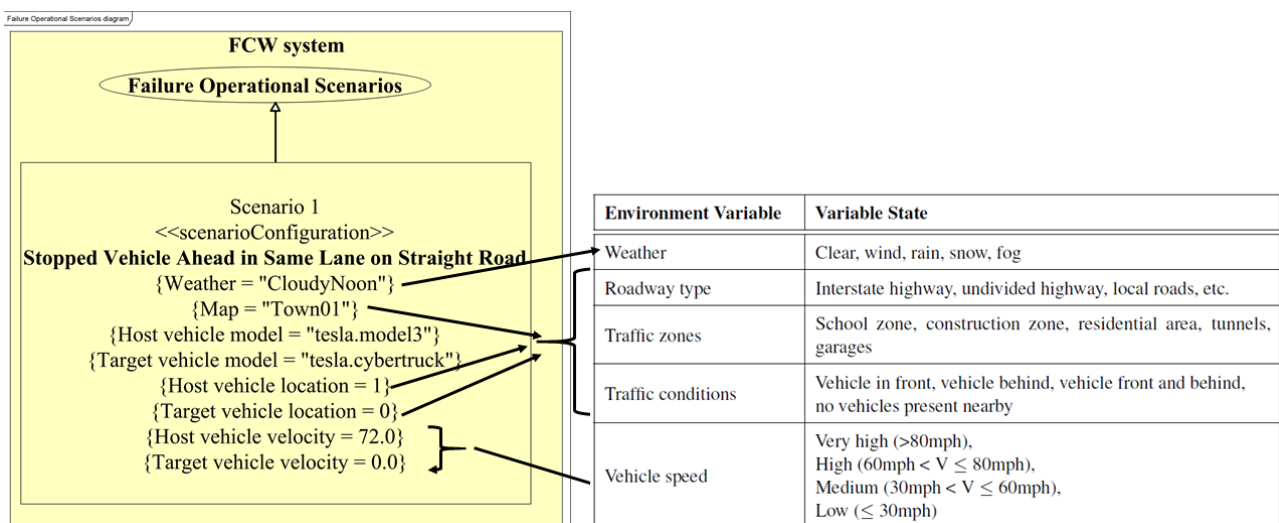 Failure Operational Scenarios diagram
FCW system
Failure Operational Scenarios
Scenario 1
<<scenarioConfiguration>>
Stopped Vehicle Ahead in Same Lane on Straight Road
{Weather = "CloudyNoon"}
{Map = "Town01"}
{Host vehicle model = "tesla.model3"}
{Target vehicle model = "tesla.cybertruck"}
{Host vehicle location = 1}
{Target vehicle location = 0}
{Host vehicle velocity = 72.0}
{Target vehicle velocity = 0.0}
Environment Variable Variable State
Weather Clear, wind, rain, snow, fog
Roadway type Interstate highway, undivided highway, local roads, etc.
Traffic zones School zone, construction zone, residential area, tunnels,
garages
Traffic conditions Vehicle in front, vehicle behind, vehicle front and behind,
no vehicles present nearby
Vehicle speed Very high (>80mph),
High (60mph < V ≤ 80mph),
Medium (30mph < V ≤ 60mph),
Low (≤ 30mph)